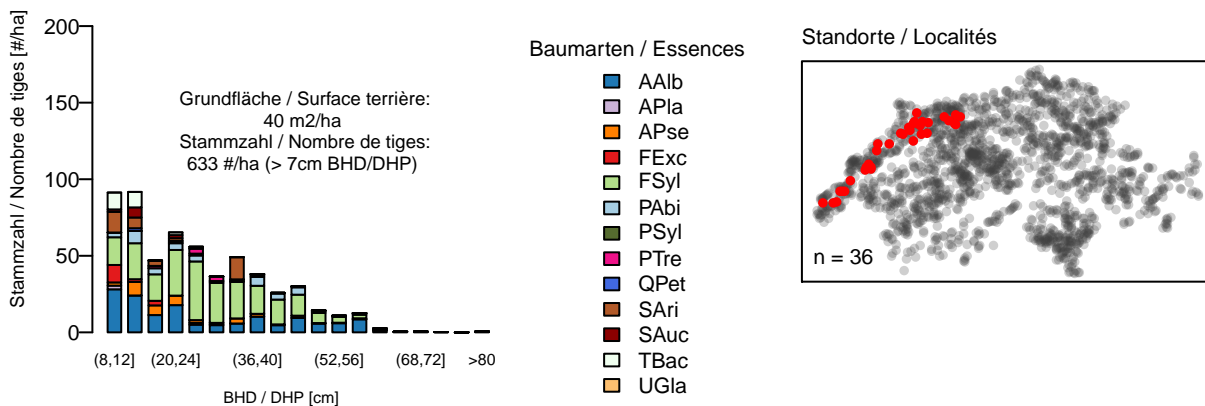 Stammzahl / Nombre de tiges [#/ha]
200
150
100
50
0
Grundfläche / Surface terrière:
40 m2/ha
Stammzahl / Nombre de tiges:
633 #/ha (> 7cm BHD/DHP)
(8,12]
(20,24]
(36,40]
(52,56]
(68,72]
>80
BHD / DHP [cm]
Baumarten / Essences
AAlb
APla
APse
FExc
FSyl
PAbi
PSyl
PTre
QPet
SAri
SAuc
TBac
UGla
Standorte / Localités
n = 36